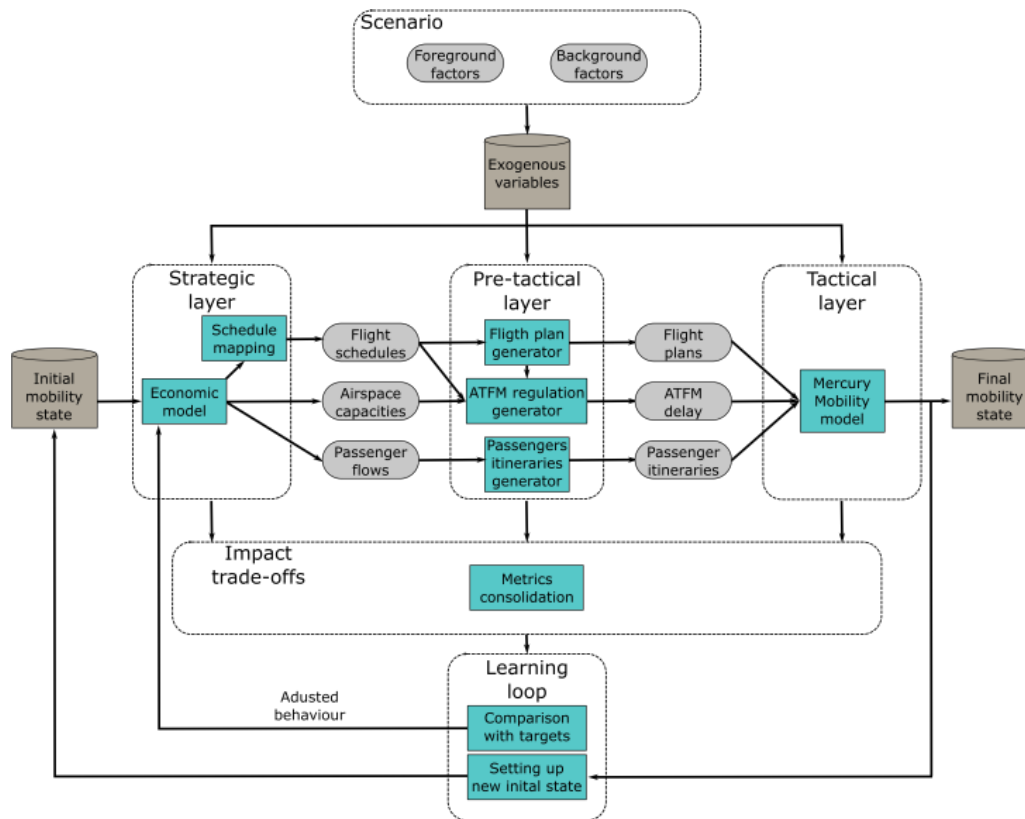 Scenario
Foreground
factors
Background
factors
Exogenous
variables
Strategic
layer
Pre-tactical
layer
Tactical
layer
Schedule
mapping
Flight
schedules
Fligth plan
generator
Flight
plans
Initial
mobility
state
Economic
model
Airspace
capacities
ATFM regulation
generator
ATFM
delay
Mercury
Mobility
model
Final
mobility
state
Passenger
flows
Passengers
itineraries
generator
Passenger
itineraries
Impact
trade-offs
Metrics
consolidation
Learning
loop
Adusted
behaviour
Comparison
with targets
Setting up
new inital state